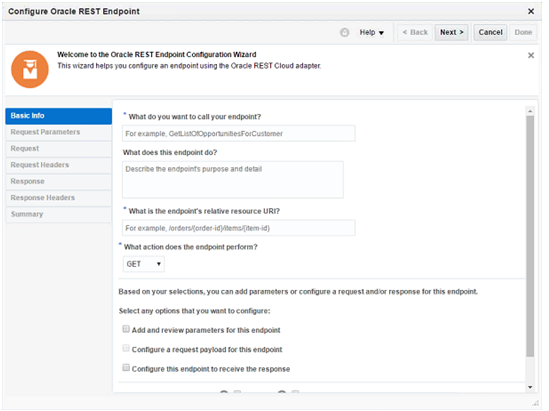 Configure Oracle REST Endpoint
Help
< Back
Next >
Cancel
Done
Welcome to the Oracle REST Endpoint Configuration Wizard
This wizard helps you configure an endpoint using the Oracle REST Cloud adapter.
Basic Info
Request Parameters
Request
Request Headers
Response
Response Headers
Summary
* What do you want to call your endpoint?
For example, GetListOfOpportunitiesForCustomer
What does this endpoint do?
Describe the endpoint's purpose and detail
* What is the endpoint's relative resource URI?
For example, /orders/{order-id}/items/{item-id}
* What action does the endpoint perform?
GET
Based on your selections, you can add parameters or configure a request and/or response for this endpoint.
Select any options that you want to configure:
Add and review parameters for this endpoint
Configure a request payload for this endpoint
Configure this endpoint to receive the response